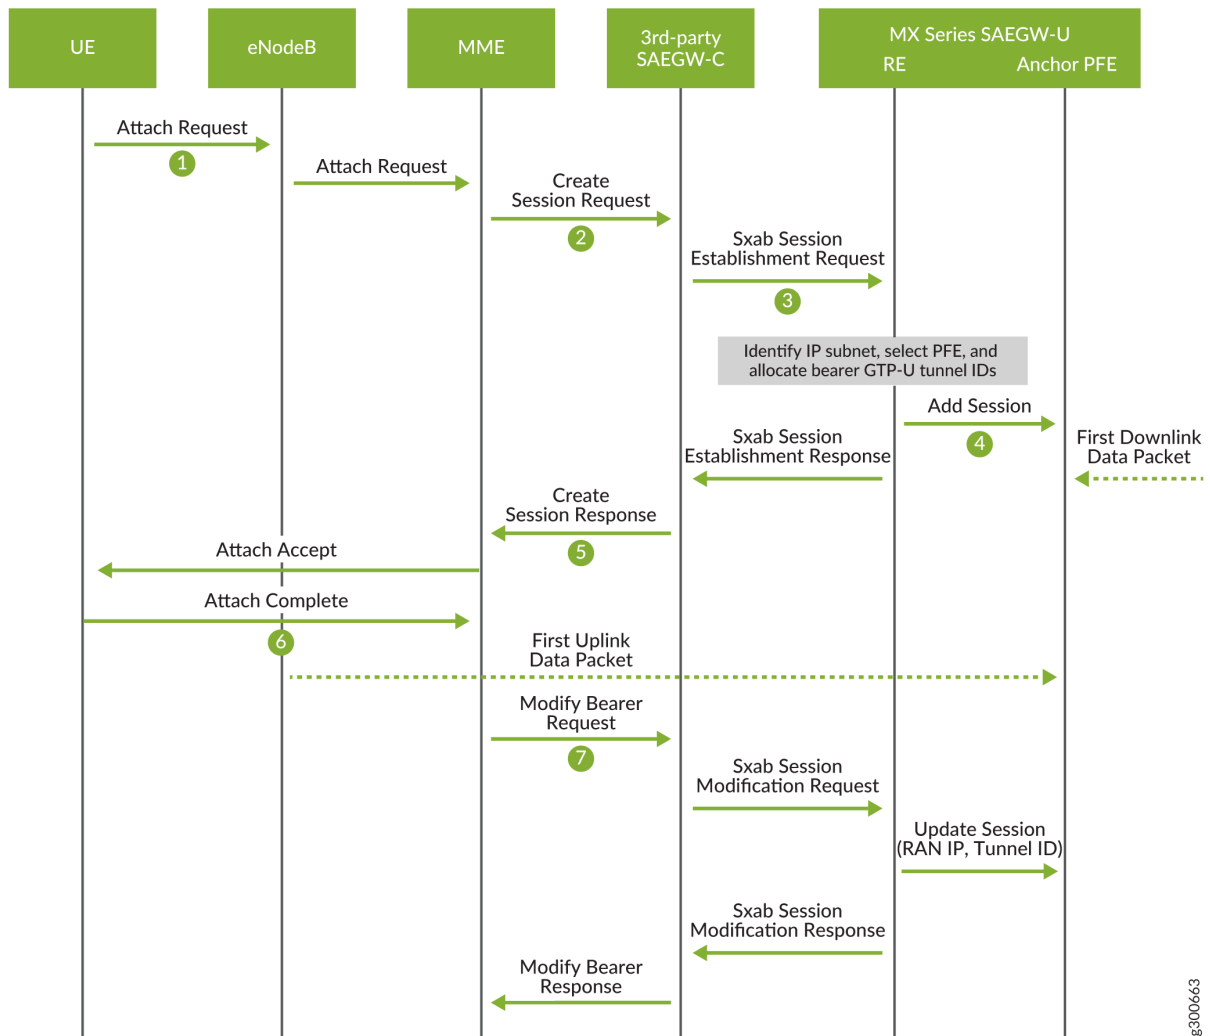 UE
eNodeB
MME
3rd-party
SAEGW-C
MX Series SAEGW-U
RE
Anchor PFE
Attach Request
1
Attach Request
Create
Session Request
2
Sxab Session
Establishment Request
3
Identify IP subnet, select PFE, and
allocate bearer GTP-U tunnel IDs
Add Session
4
Sxab Session
Establishment Response
First Downlink
Data Packet
Create
Session Response
5
Attach Accept
Attach Complete
6
First Uplink
Data Packet
Modify Bearer
Request
7
Sxab Session
Modification Request
Update Session
(RAN IP, Tunnel ID)
Sxab Session
Modification Response
Modify Bearer
Response
g300663